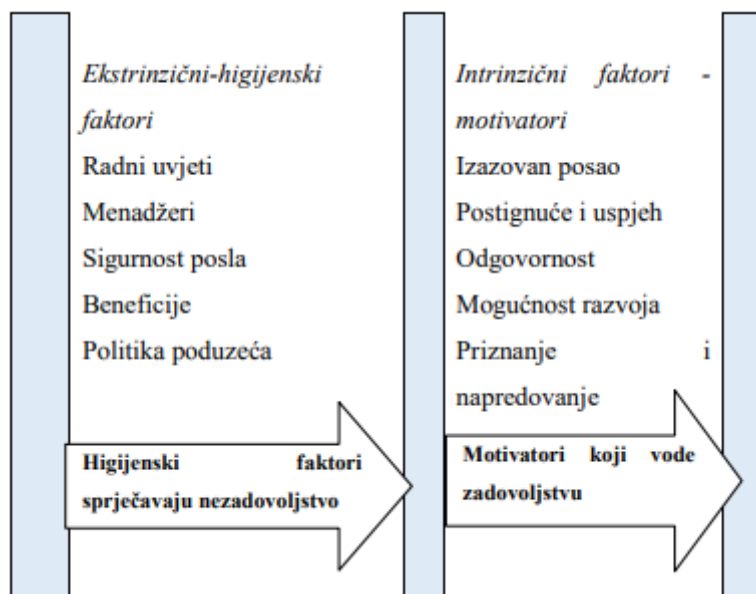 Ekstrinzični-higijenski
faktori
Radni uvjeti
Menadžeri
Sigurnost posla
Beneficije
Politika poduzeća
Higijenski faktori
sprječavaju nezadovoljstvo
Intrinzični faktori -
motivatori
Izazovan posao
Postignuće i uspjeh
Odgovornost
Mogućnost razvoja
Priznanje i
napredovanje
Motivatori koji vode
zadovoljstvu